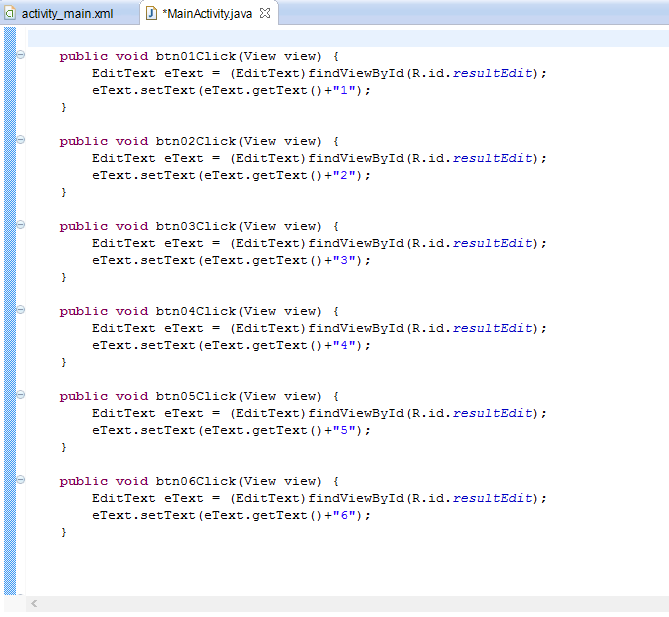 activity_main.xml *MainActivity.java
public void btn01Click(View view) {
EditText eText = (EditText)findViewById(R.id.resultEdit);
eText.setText(eText.getText()+"1");
}
public void btn02Click(View view) {
EditText eText = (EditText)findViewById(R.id.resultEdit);
eText.setText(eText.getText()+"2");
}
public void btn03Click(View view) {
EditText eText = (EditText)findViewById(R.id.resultEdit);
eText.setText(eText.getText()+"3");
}
public void btn04Click(View view) {
EditText eText = (EditText)findViewById(R.id.resultEdit);
eText.setText(eText.getText()+"4");
}
public void btn05Click(View view) {
EditText eText = (EditText)findViewById(R.id.resultEdit);
eText.setText(eText.getText()+"5");
}
public void btn06Click(View view) {
EditText eText = (EditText)findViewById(R.id.resultEdit);
eText.setText(eText.getText()+"6");
}